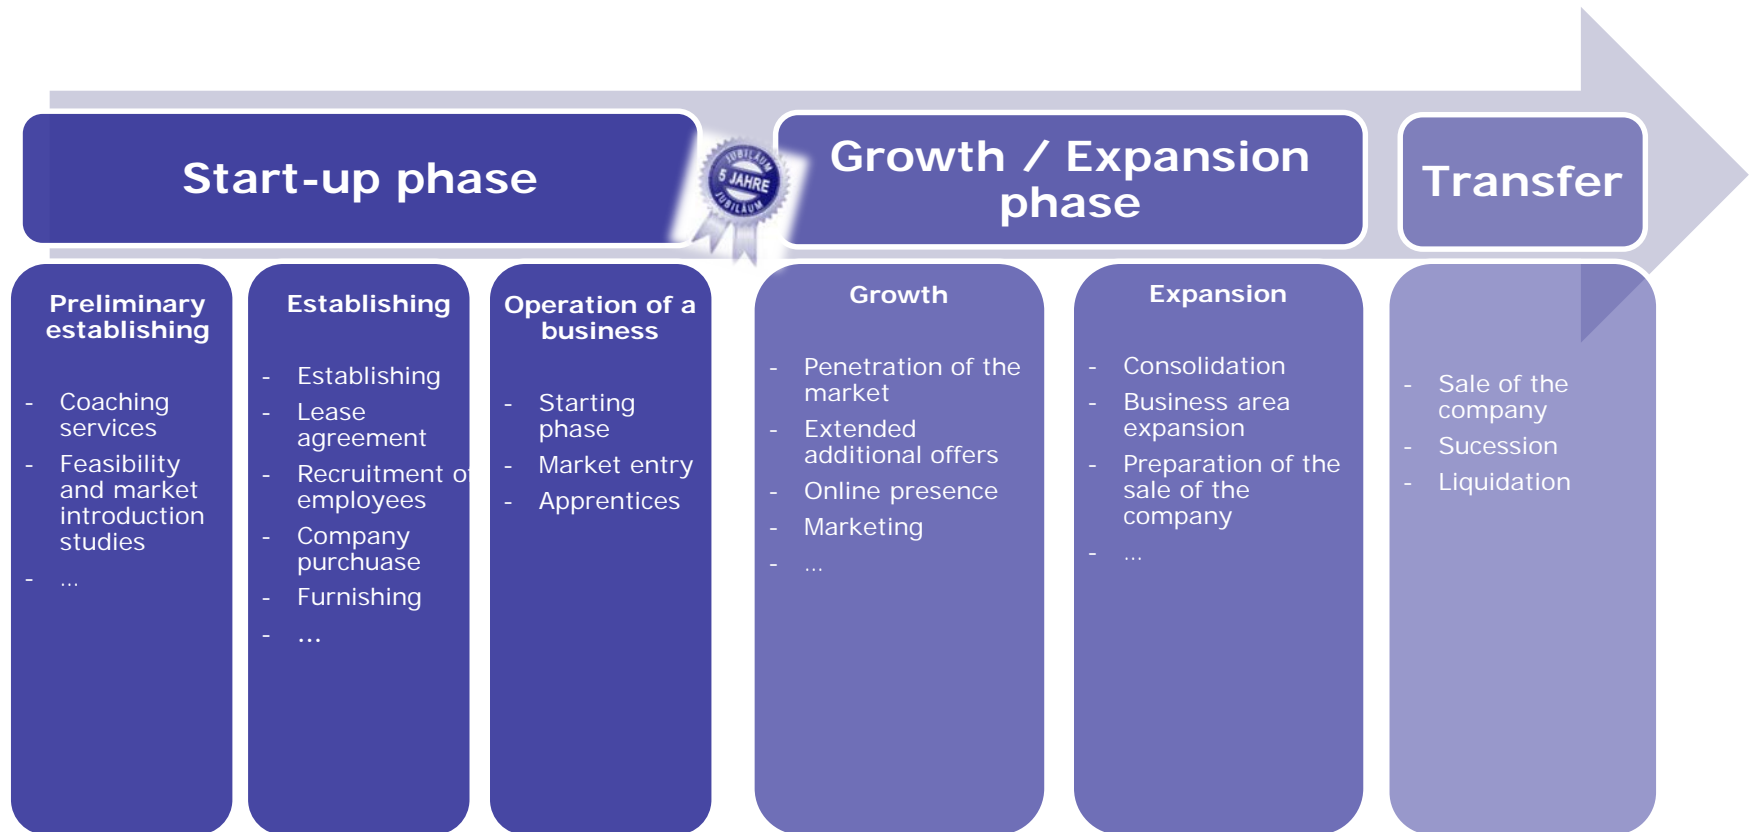 Start-up phase
JUBILÄUM
5 JAHRE
JUBILÄUM
Growth / Expansion
phase
Transfer
Preliminary
establishing
- Coaching
services
- Feasibility
and market
introduction
studies
- ...
Establishing
- Establishing
- Lease
agreement
- Recruitment of
employees
- Company
purchuase
- Furnishing
- ...
Operation of a
business
- Starting
phase
- Market entry
- Apprentices
Growth
- Penetration of the
market
- Extended
additional offers
- Online presence
- Marketing
- ...
Expansion
- Consolidation
- Business area
expansion
- Preparation of the
sale of the
company
- ...
- Sale of the
company
- Sucession
- Liquidation